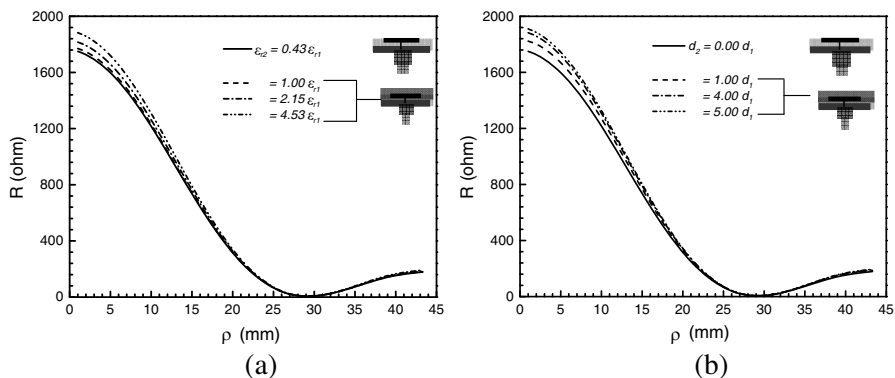 2000
1600
1200
800
400
0
R (ohm)
ε_r2 = 0.43 ε_r1
= 1.00 ε_r1
= 2.15 ε_r1
= 4.53 ε_r1
0 5 10 15 20 25 30 35 40 45
ρ (mm)
(a)
2000
1600
1200
800
400
0
R (ohm)
d_2 = 0.00 d_1
= 1.00 d_1
= 4.00 d_1
= 5.00 d_1
0 5 10 15 20 25 30 35 40 45
ρ (mm)
(b)